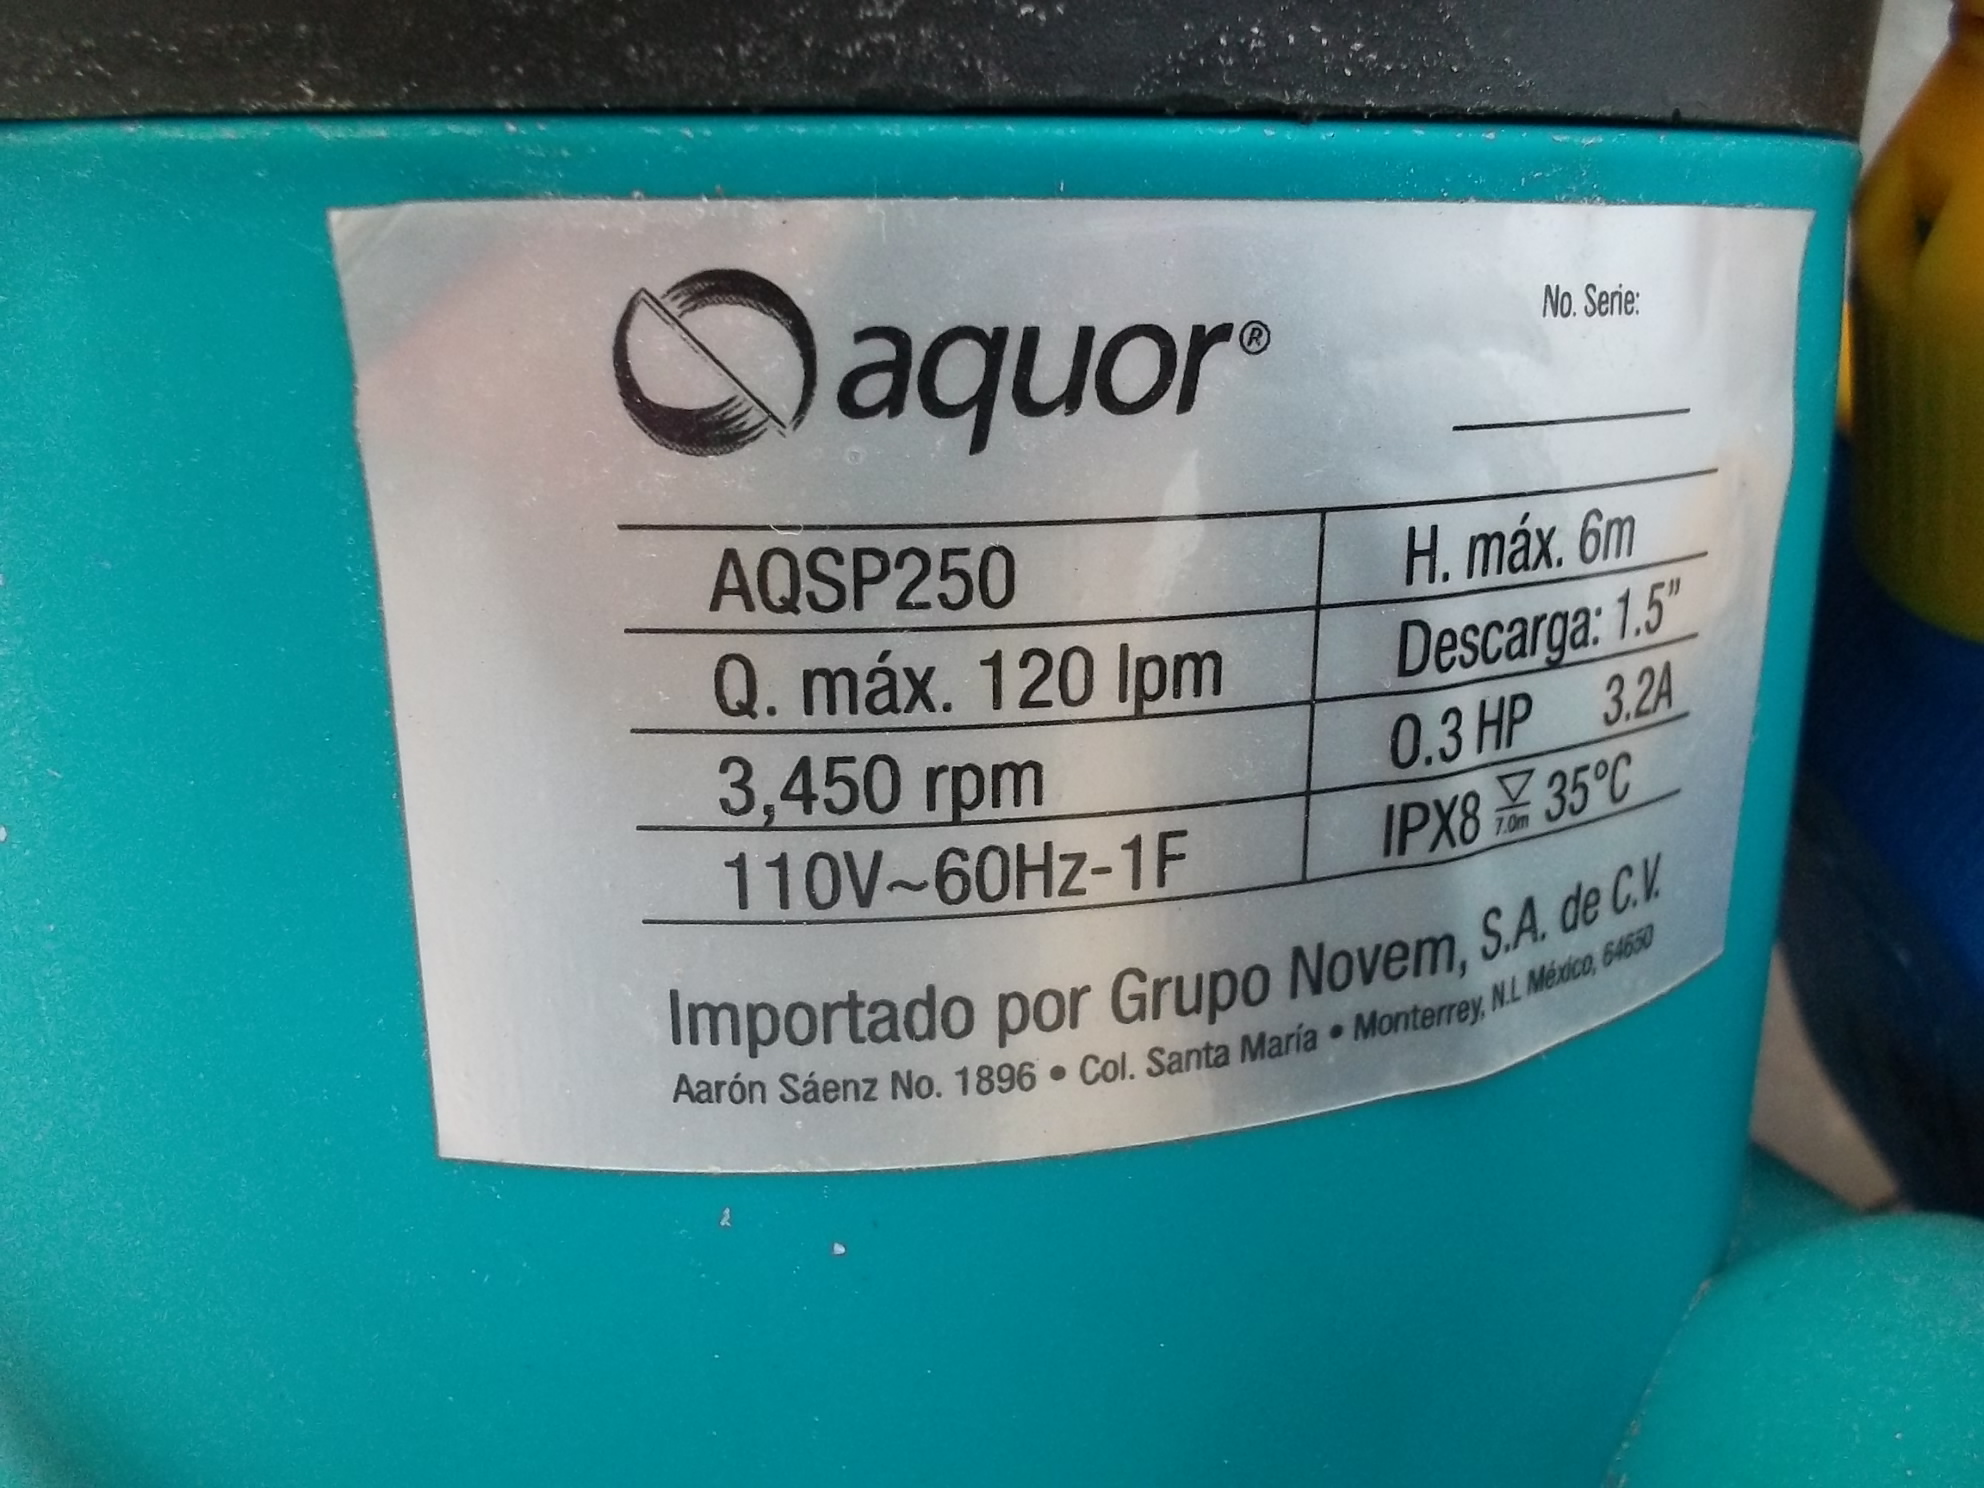 aquor®
No. Serie:
AQSP250
H. máx. 6m
Q. máx. 120 lpm
Descarga: 1.5”
3,450 rpm
0.3 HP 3.2A
110V~60Hz-1F
IPX8 7.0m 35°C
Importado por Grupo Novem, S.A. de C.V.
Aarón Sáenz No. 1896 • Col. Santa María • Monterrey, N.L México, 64650